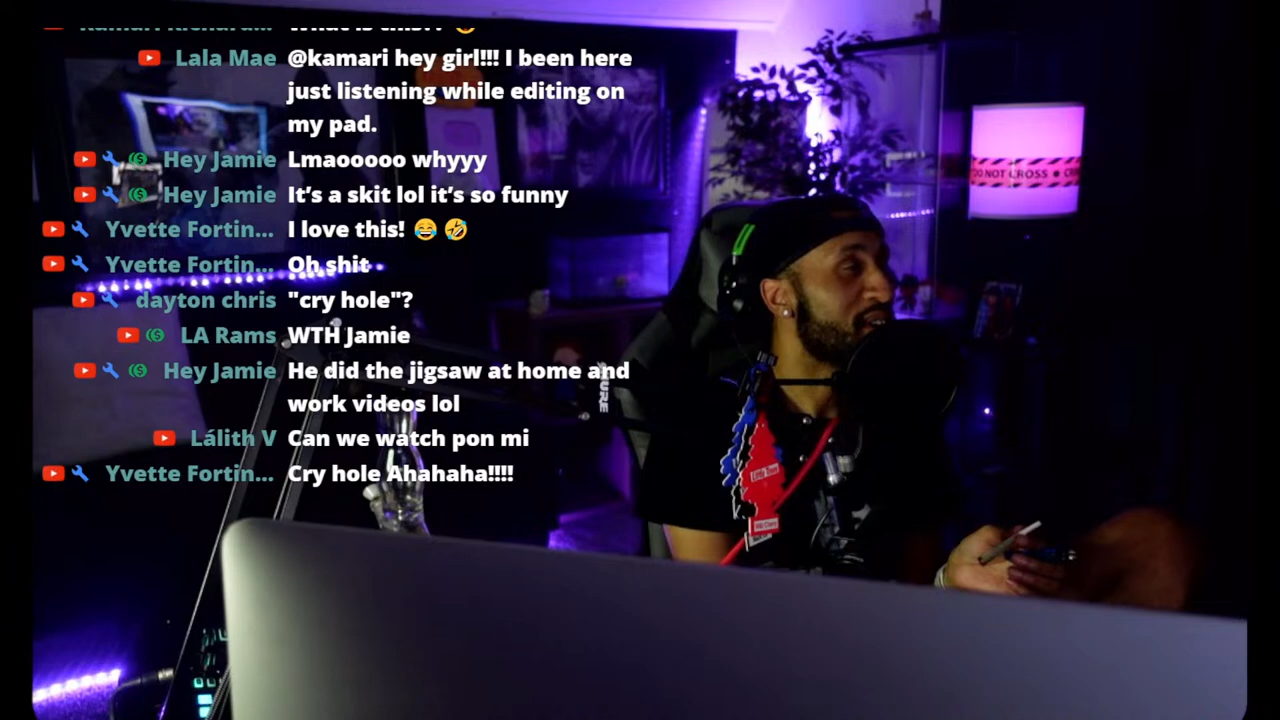 Lala Mae @kamari hey girl!!! I been here
just listening while editing on
my pad.
Hey Jamie Lmaooooo whyyy
Hey Jamie It's a skit lol it's so funny
Yvette Fortin... I love this! 😂 🤣
Yvette Fortin... Oh shit
dayton chris "cry hole"?
LA Rams WTH Jamie
Hey Jamie He did the jigsaw at home and
work videos lol
Lálith V Can we watch pon mi
Yvette Fortin... Cry hole Ahahaha!!!!
DO NOT CROSS
SHURE